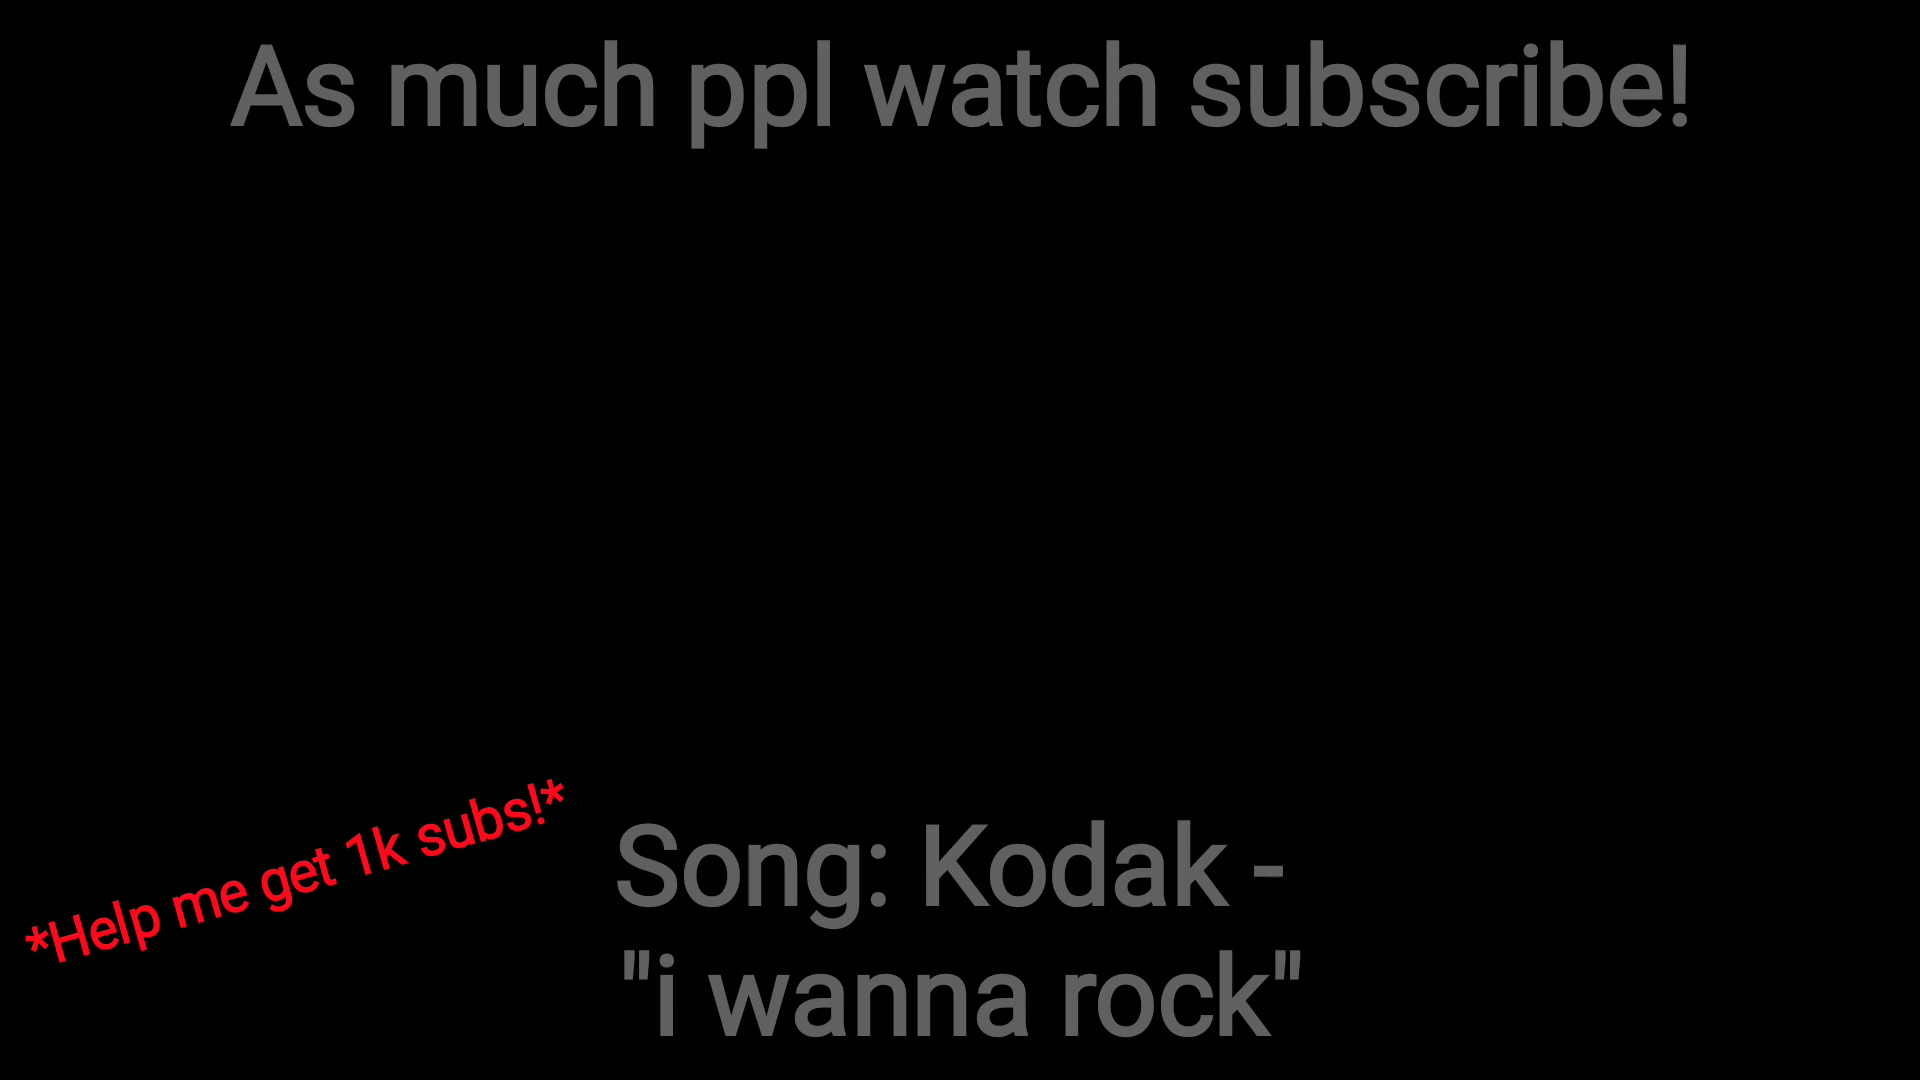 As much ppl watch subscribe!
*Help me get 1k subs!*
Song: Kodak -
"i wanna rock"